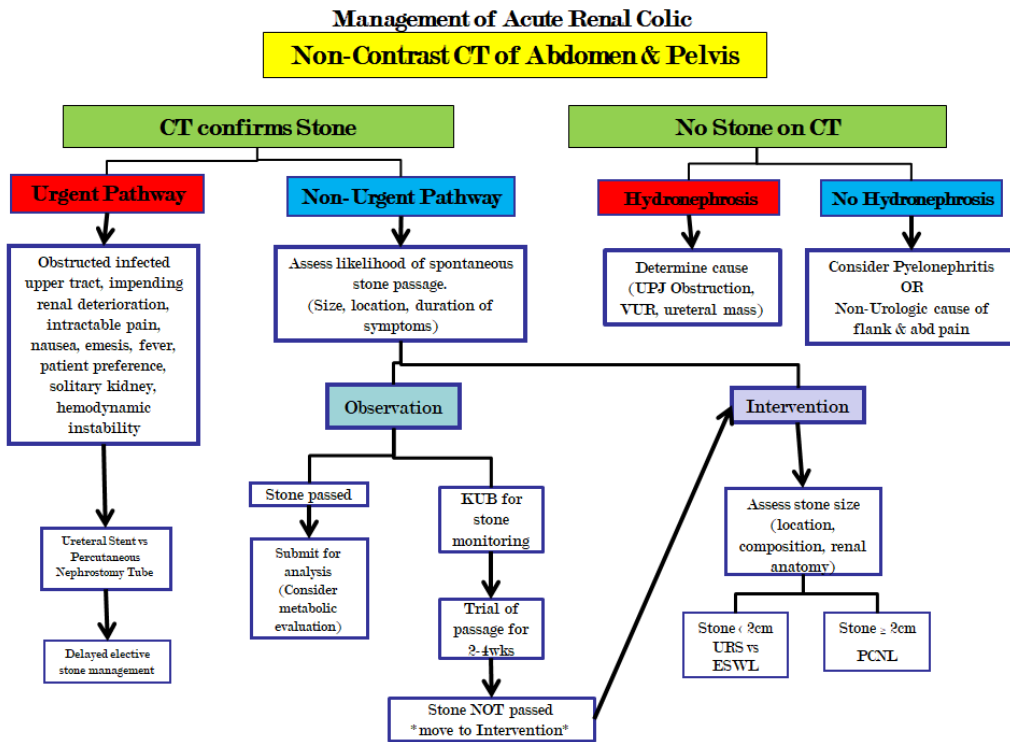 Management of Acute Renal Colic
Non-Contrast CT of Abdomen & Pelvis
CT confirms Stone
No Stone on CT
Urgent Pathway
Non-Urgent Pathway
Hydronephrosis
No Hydronephrosis
Obstructed infected
upper tract, impending
renal deterioration,
intractable pain,
nausea, emesis, fever,
patient preference,
solitary kidney,
hemodynamic
instability
Assess likelihood of spontaneous
stone passage.
(Size, location, duration of
symptoms)
Determine cause
(UPJ Obstruction,
VUR, ureteral mass)
Consider Pyelonephritis
OR
Non-Urologic cause of
flank & abd pain
Observation
Intervention
Stone passed
KUB for
stone
monitoring
Assess stone size
(location,
composition, renal
anatomy)
Ureteral Stent vs
Percutaneous
Nephrostomy Tube
Submit for
analysis
(Consider
metabolic
evaluation)
Trial of
passage for
2-4wks
Stone < 2cm
URS vs
ESWL
Stone ≥ 2cm
PCNL
Delayed elective
stone management
Stone NOT passed
*move to Intervention*